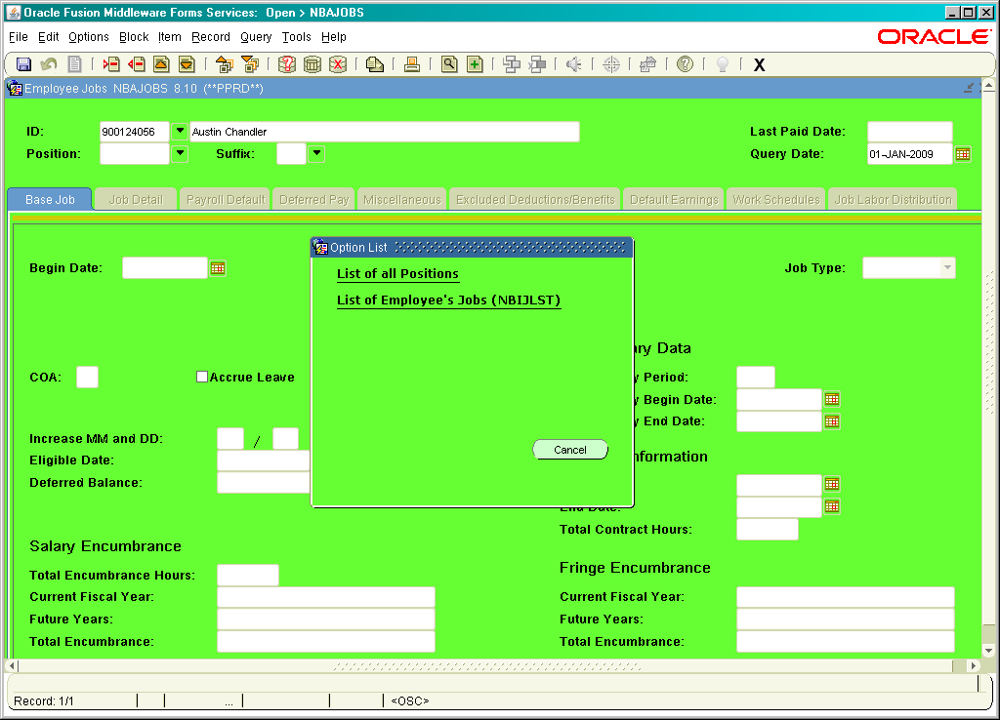 Oracle Fusion Middleware Forms Services: Open > NBAJOBS
File Edit Options Block Item Record Query Tools Help
ORACLE
X
Employee Jobs NBAJOBS 8.10 (**PPRD**)
ID: 900124056 Austin Chandler Last Paid Date:
Position: Suffix: Query Date: 01-JAN-2009
Base Job Job Detail Payroll Default Deferred Pay Miscellaneous Excluded Deductions/Benefits Default Earnings Work Schedules Job Labor Distribution
Option List
List of all Positions
List of Employee's Jobs (NBIJLST)
Cancel
Begin Date: Job Type:
ry Data
COA: Accrue Leave y Period:
y Begin Date:
y End Date:
Increase MM and DD: /
Eligible Date: nformation
Deferred Balance:
End Date:
Total Contract Hours:
Salary Encumbrance
Total Encumbrance Hours:
Current Fiscal Year:
Future Years:
Total Encumbrance:
Fringe Encumbrance
Current Fiscal Year:
Future Years:
Total Encumbrance:
Record: 1/1 ... <OSC>